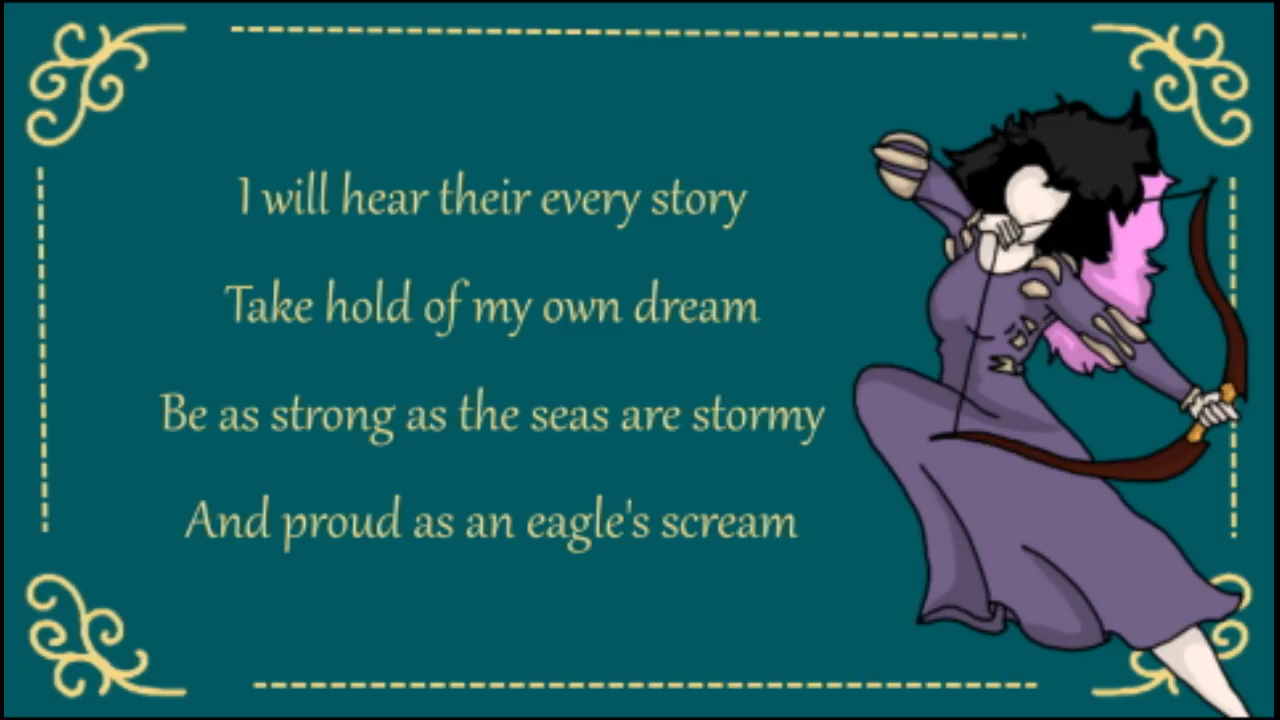 I will hear their every story
Take hold of my own dream
Be as strong as the seas are stormy
And proud as an eagle's scream